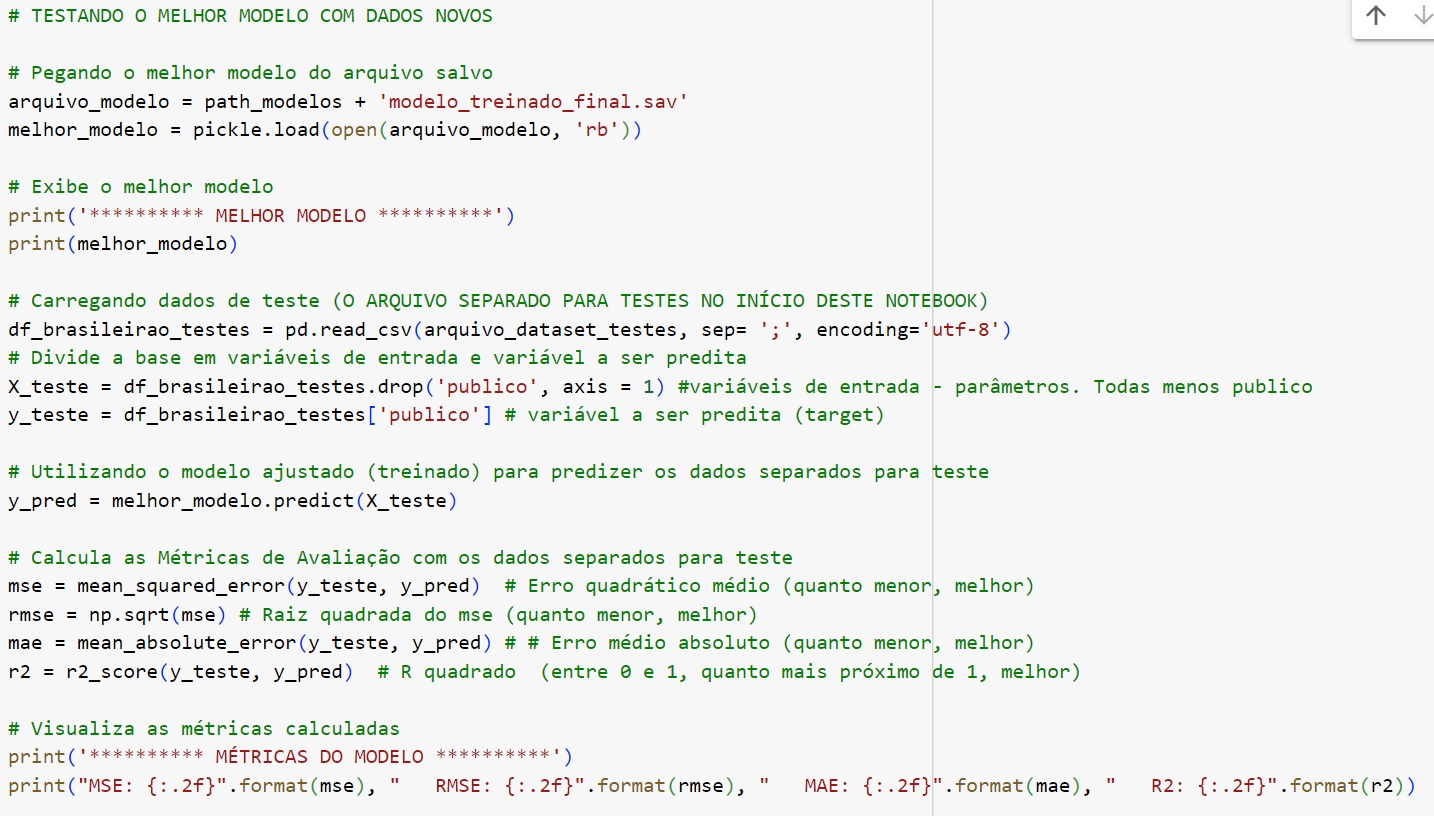 # TESTANDO O MELHOR MODELO COM DADOS NOVOS
# Pegando o melhor modelo do arquivo salvo
arquivo_modelo = path_modelos + 'modelo_treinado_final.sav'
melhor_modelo = pickle.load(open(arquivo_modelo, 'rb'))
# Exibe o melhor modelo
print('********** MELHOR MODELO **********')
print(melhor_modelo)
# Carregando dados de teste (O ARQUIVO SEPARADO PARA TESTES NO INÍCIO DESTE NOTEBOOK)
df_brasileirao_testes = pd.read_csv(arquivo_dataset_testes, sep= ';', encoding='utf-8')
# Divide a base em variáveis de entrada e variável a ser predita
X_teste = df_brasileirao_testes.drop('publico', axis = 1) #variáveis de entrada - parâmetros. Todas menos publico
y_teste = df_brasileirao_testes['publico'] # variável a ser predita (target)
# Utilizando o modelo ajustado (treinado) para predizer os dados separados para teste
y_pred = melhor_modelo.predict(X_teste)
# Calcula as Métricas de Avaliação com os dados separados para teste
mse = mean_squared_error(y_teste, y_pred)  # Erro quadrático médio (quanto menor, melhor)
rmse = np.sqrt(mse) # Raiz quadrada do mse (quanto menor, melhor)
mae = mean_absolute_error(y_teste, y_pred) # # Erro médio absoluto (quanto menor, melhor)
r2 = r2_score(y_teste, y_pred)  # R quadrado  (entre 0 e 1, quanto mais próximo de 1, melhor)
# Visualiza as métricas calculadas
print('********** MÉTRICAS DO MODELO **********')
print("MSE: {:.2f}".format(mse), "   RMSE: {:.2f}".format(rmse), "   MAE: {:.2f}".format(mae), "   R2: {:.2f}".format(r2))